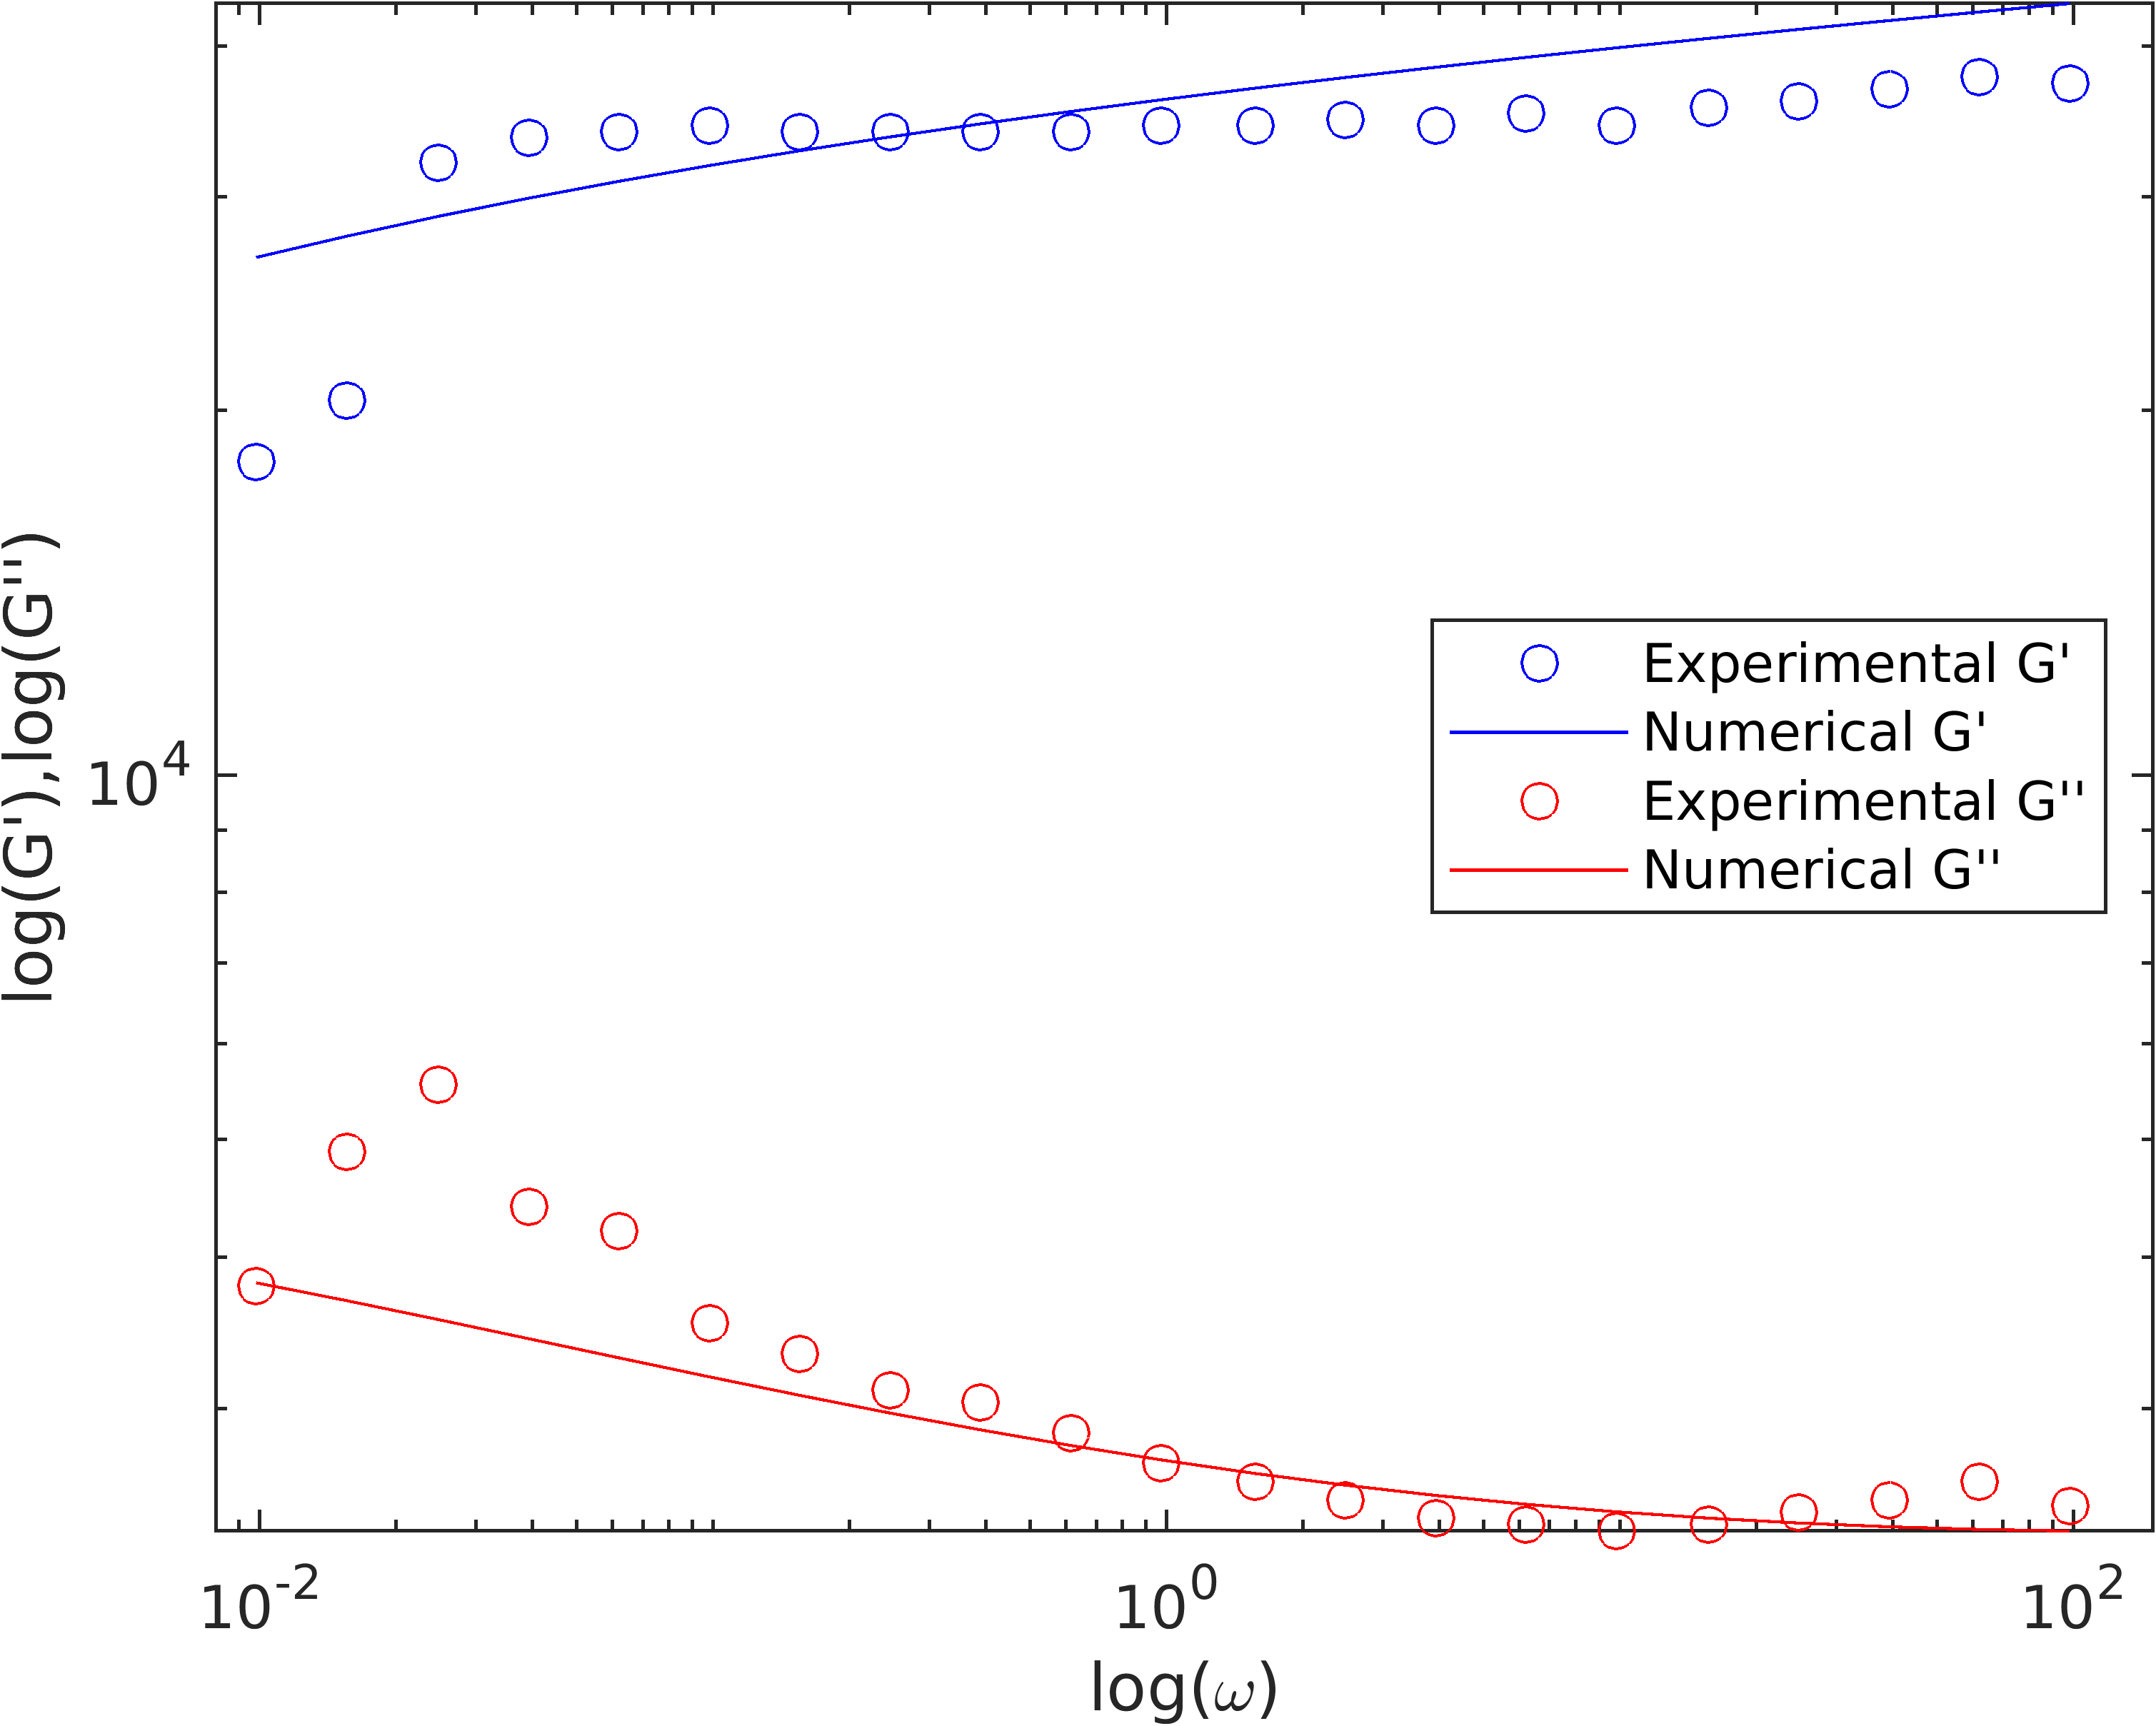 log(G'),log(G'')
10^4
Experimental G'
Numerical G'
Experimental G''
Numerical G''
10^-2 10^0 10^2
log(ω)